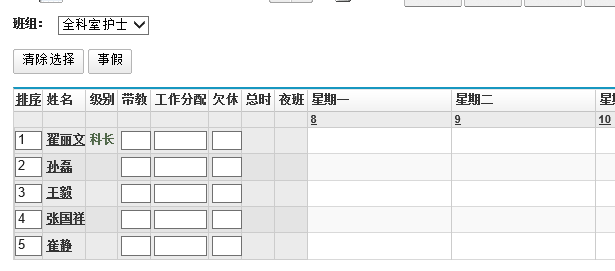 班组： 全科室护士
清除选择 事假
排序 姓名 级别 带教 工作分配 欠休 总时 夜班 星期一 星期二
8 9 10
1 翟丽文 科长
2 孙磊
3 王毅
4 张国祥
5 崔静